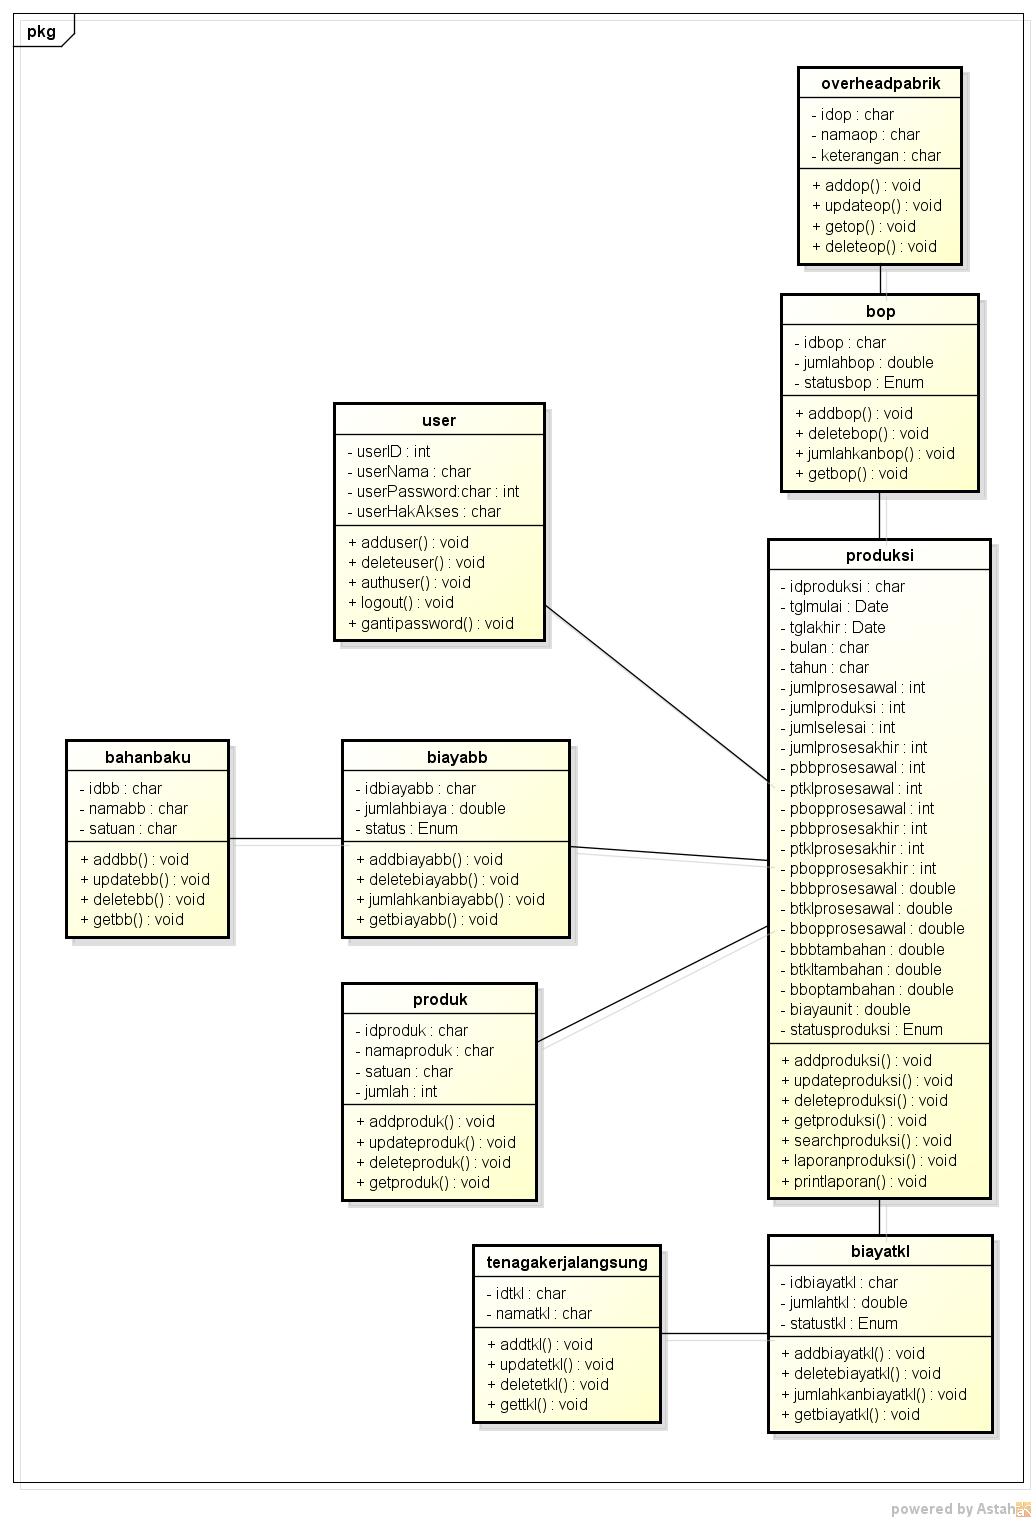 pkg
overheadpabrik
- idop : char
- namaop : char
- keterangan : char
+ addop() : void
+ updateop() : void
+ getop() : void
+ deleteop() : void
bop
- idbop : char
- jumlahbop : double
- statusbop : Enum
+ addbop() : void
+ deletebop() : void
+ jumlahkanbop() : void
+ getbop() : void
user
- userID : int
- userNama : char
- userPassword:char : int
- userHakAkses : char
+ adduser() : void
+ deleteuser() : void
+ authuser() : void
+ logout() : void
+ gantipassword() : void
produksi
- idproduksi : char
- tglmulai : Date
- tglakhir : Date
- bulan : char
- tahun : char
- jumlprosesawal : int
- jumlproduksi : int
- jumlselesai : int
- jumlprosesakhir : int
- pbbprosesawal : int
- ptklprosesawal : int
- pbopprosesawal : int
- pbbprosesakhir : int
- ptklprosesakhir : int
- pbopprosesakhir : int
- bbbprosesawal : double
- btklprosesawal : double
- bbopprosesawal : double
- bbbtambahan : double
- btkltambahan : double
- bboptambahan : double
- biayaunit : double
- statusproduksi : Enum
+ addproduksi() : void
+ updateproduksi() : void
+ deleteproduksi() : void
+ getproduksi() : void
+ searchproduksi() : void
+ laporanproduksi() : void
+ printlaporan() : void
bahanbaku
- idbb : char
- namabb : char
- satuan : char
+ addbb() : void
+ updatebb() : void
+ deletebb() : void
+ getbb() : void
biayabb
- idbiayabb : char
- jumlahbiaya : double
- status : Enum
+ addbiayabb() : void
+ deletebiayabb() : void
+ jumlahkanbiayabb() : void
+ getbiayabb() : void
produk
- idproduk : char
- namaproduk : char
- satuan : char
- jumlah : int
+ addproduk() : void
+ updateproduk() : void
+ deleteproduk() : void
+ getproduk() : void
tenagakerjalangsung
- idtkl : char
- namatkl : char
+ addtkl() : void
+ updatetkl() : void
+ deletetkl() : void
+ gettkl() : void
biayatkl
- idbiayatkl : char
- jumlahtkl : double
- statustkl : Enum
+ addbiayatkl() : void
+ deletebiayatkl() : void
+ jumlahkanbiayatkl() : void
+ getbiayatkl() : void
powered by Astah